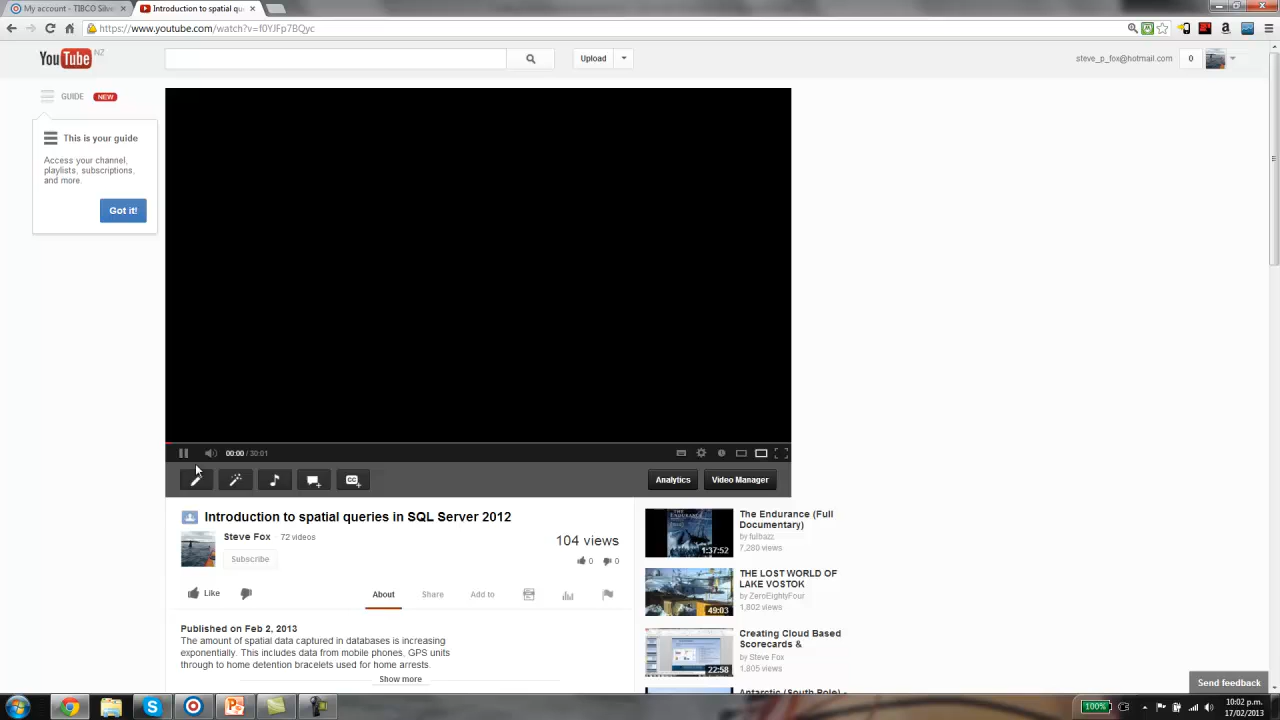 My account - TIBCO Silve
Introduction to spatial que
https://www.youtube.com/watch?v=f0YJFp7BQyc
YouTube NZ
Upload
steve_p_fox@hotmail.com
0
GUIDE NEW
This is your guide
Access your channel,
playlists, subscriptions,
and more.
Got it!
00:00 / 30:01
CC
Analytics
Video Manager
Introduction to spatial queries in SQL Server 2012
Steve Fox 72 videos
Subscribe
104 views
0 0
Like
About
Share
Add to
Published on Feb 2, 2013
The amount of spatial data captured in databases is increasing
exponentially. This includes data from mobile phones, GPS units
through to home detention bracelets used for home arrests.
Show more
1:37:52
The Endurance (Full
Documentary)
by fulbazz
7,280 views
49:03
THE LOST WORLD OF
LAKE VOSTOK
by ZeroEightyFour
1,802 views
22:58
Creating Cloud Based
Scorecards &
by Steve Fox
1,805 views
Antarctic (South Pole) -
Send feedback
100%
10:02 p.m.
17/02/2013